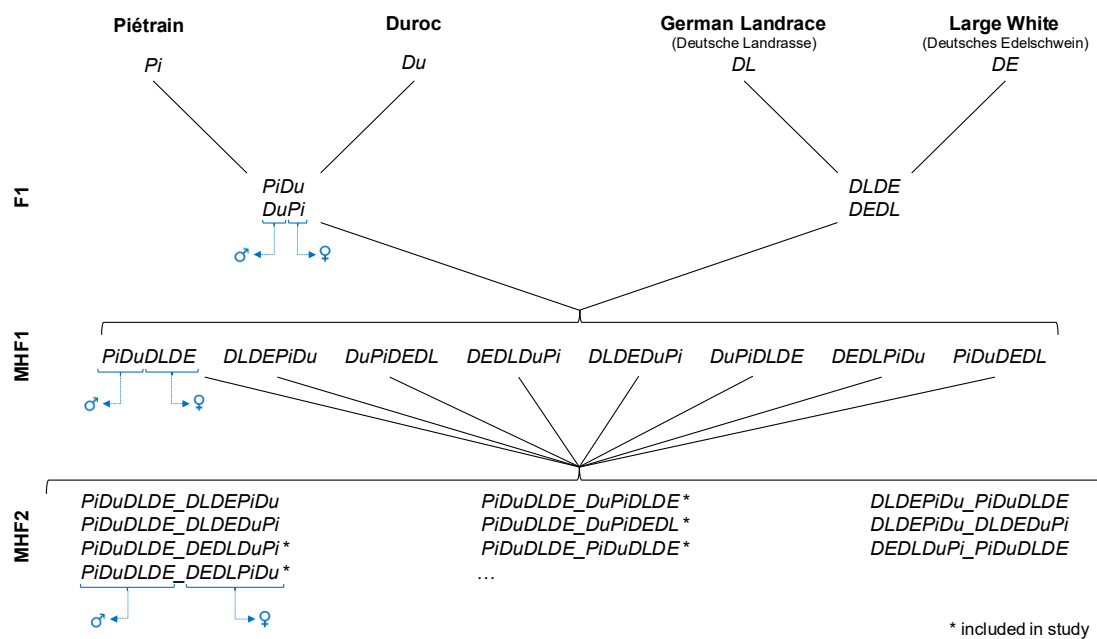 Piétrain Duroc German Landrace Large White
(Deutsche Landrasse) (Deutsches Edelschwein)
Pi Du DL DE
F1
PiDu DLDE
DuPi DEDL
♂ ♀
MHF1
PiDuDLDE DLDEPiDu DuPiDEDL DEDLDuPi DLDEDuPi DuPiDLDE DEDLPiDu PiDuDEDL
♂ ♀
MHF2
PiDuDLDE_DLDEPiDu PiDuDLDE_DuPiDLDE* DLDEPiDu_PiDuDLDE
PiDuDLDE_DLDEDuPi PiDuDLDE_DuPiDEDL* DLDEPiDu_DLDEDuPi
PiDuDLDE_DEDLDuPi* PiDuDLDE_PiDuDLDE* DEDLDuPi_PiDuDLDE
PiDuDLDE_DEDLPiDu* ...
♂ ♀
* included in study